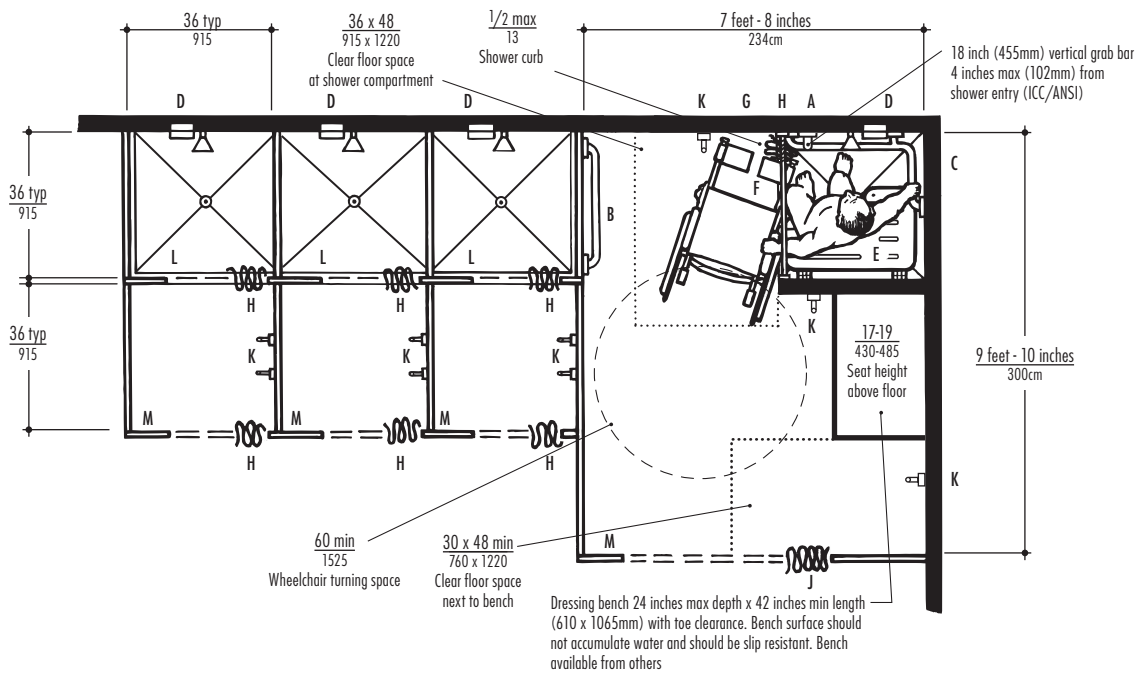 36 typ
915
36 x 48
915 x 1220
Clear floor space
at shower compartment
1/2 max
13
Shower curb
7 feet - 8 inches
234cm
18 inch (455mm) vertical grab bar
4 inches max (102mm) from
shower entry (ICC/ANSI)
D
D
D
K
G
H
A
D
36 typ
915
C
F
B
E
L
L
L
H
H
H
K
36 typ
915
K
K
K
17-19
430-485
Seat height
above floor
9 feet - 10 inches
300cm
M
M
M
H
H
H
K
60 min
1525
Wheelchair turning space
30 x 48 min
760 x 1220
Clear floor space
next to bench
M
J
Dressing bench 24 inches max depth x 42 inches min length
(610 x 1065mm) with toe clearance. Bench surface should
not accumulate water and should be slip resistant. Bench
available from others